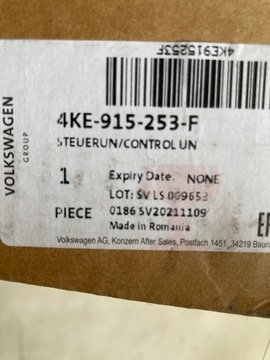 4KE915253F
VOLKSWAGEN
GROUP
4KE-915-253-F
STEUERUN/CONTROL UN
1 Expiry Date: NONE
LOT: SV LS 009653
PIECE 0186 SV20211109
Made in Romania
Volkswagen AG, Konzern After Sales, Postfach 1451, 34219 Baun